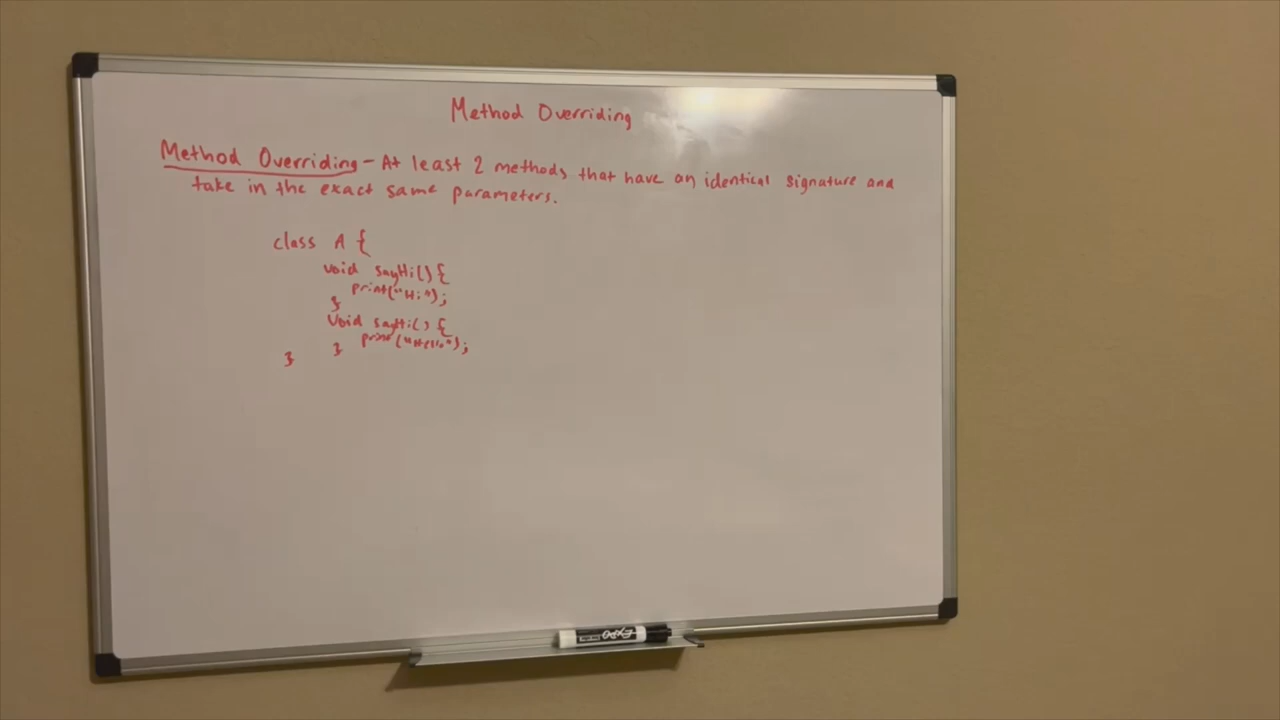 Method Overriding
Method Overriding - At least 2 methods that have an identical signature and
take in the exact same parameters.
class A {
void sayHi() {
print("Hi");
}
void sayHi() {
print("Hello");
}
}
EXPO